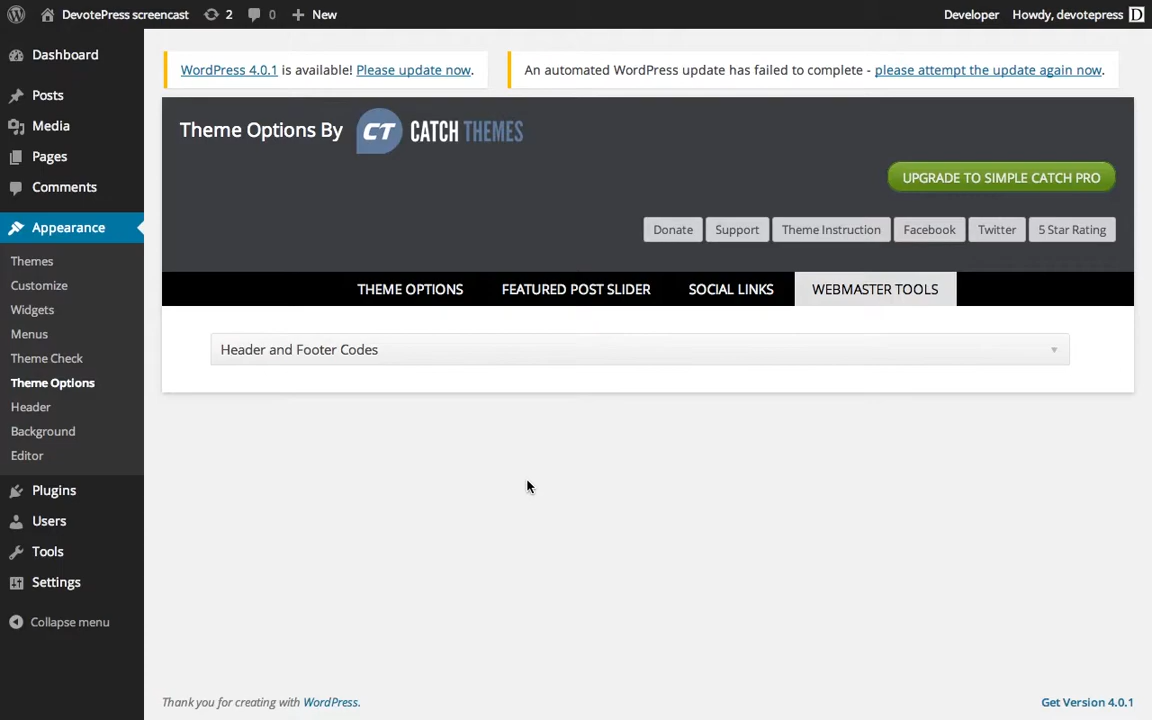 DevotePress screencast 2 0 New Developer Howdy, devotepress D
Dashboard
Posts
Media
Pages
Comments
Appearance
Themes
Customize
Widgets
Menus
Theme Check
Theme Options
Header
Background
Editor
Plugins
Users
Tools
Settings
Collapse menu
WordPress 4.0.1 is available! Please update now.
An automated WordPress update has failed to complete - please attempt the update again now.
Theme Options By CT CATCH THEMES
UPGRADE TO SIMPLE CATCH PRO
Donate Support Theme Instruction Facebook Twitter 5 Star Rating
THEME OPTIONS FEATURED POST SLIDER SOCIAL LINKS WEBMASTER TOOLS
Header and Footer Codes
Thank you for creating with WordPress. Get Version 4.0.1